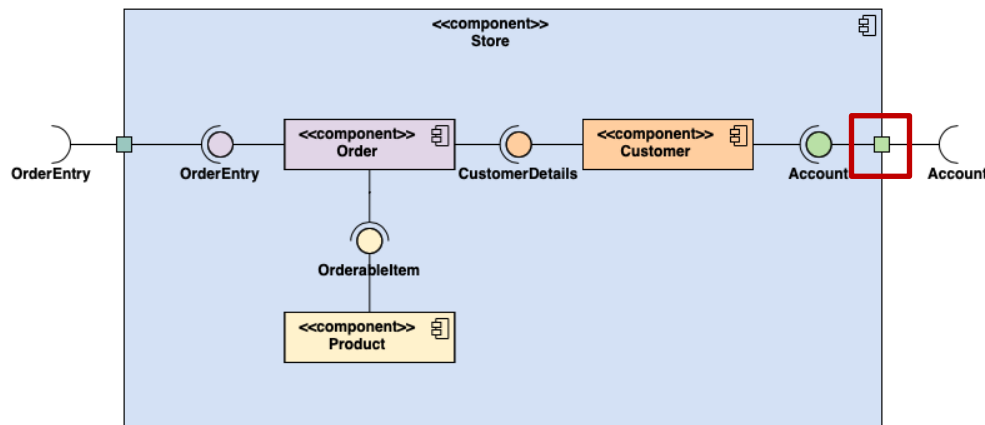 <<component>>
Store
<<component>>
Order
<<component>>
Customer
OrderEntry
OrderEntry
CustomerDetails
Account
Account
OrderableItem
<<component>>
Product